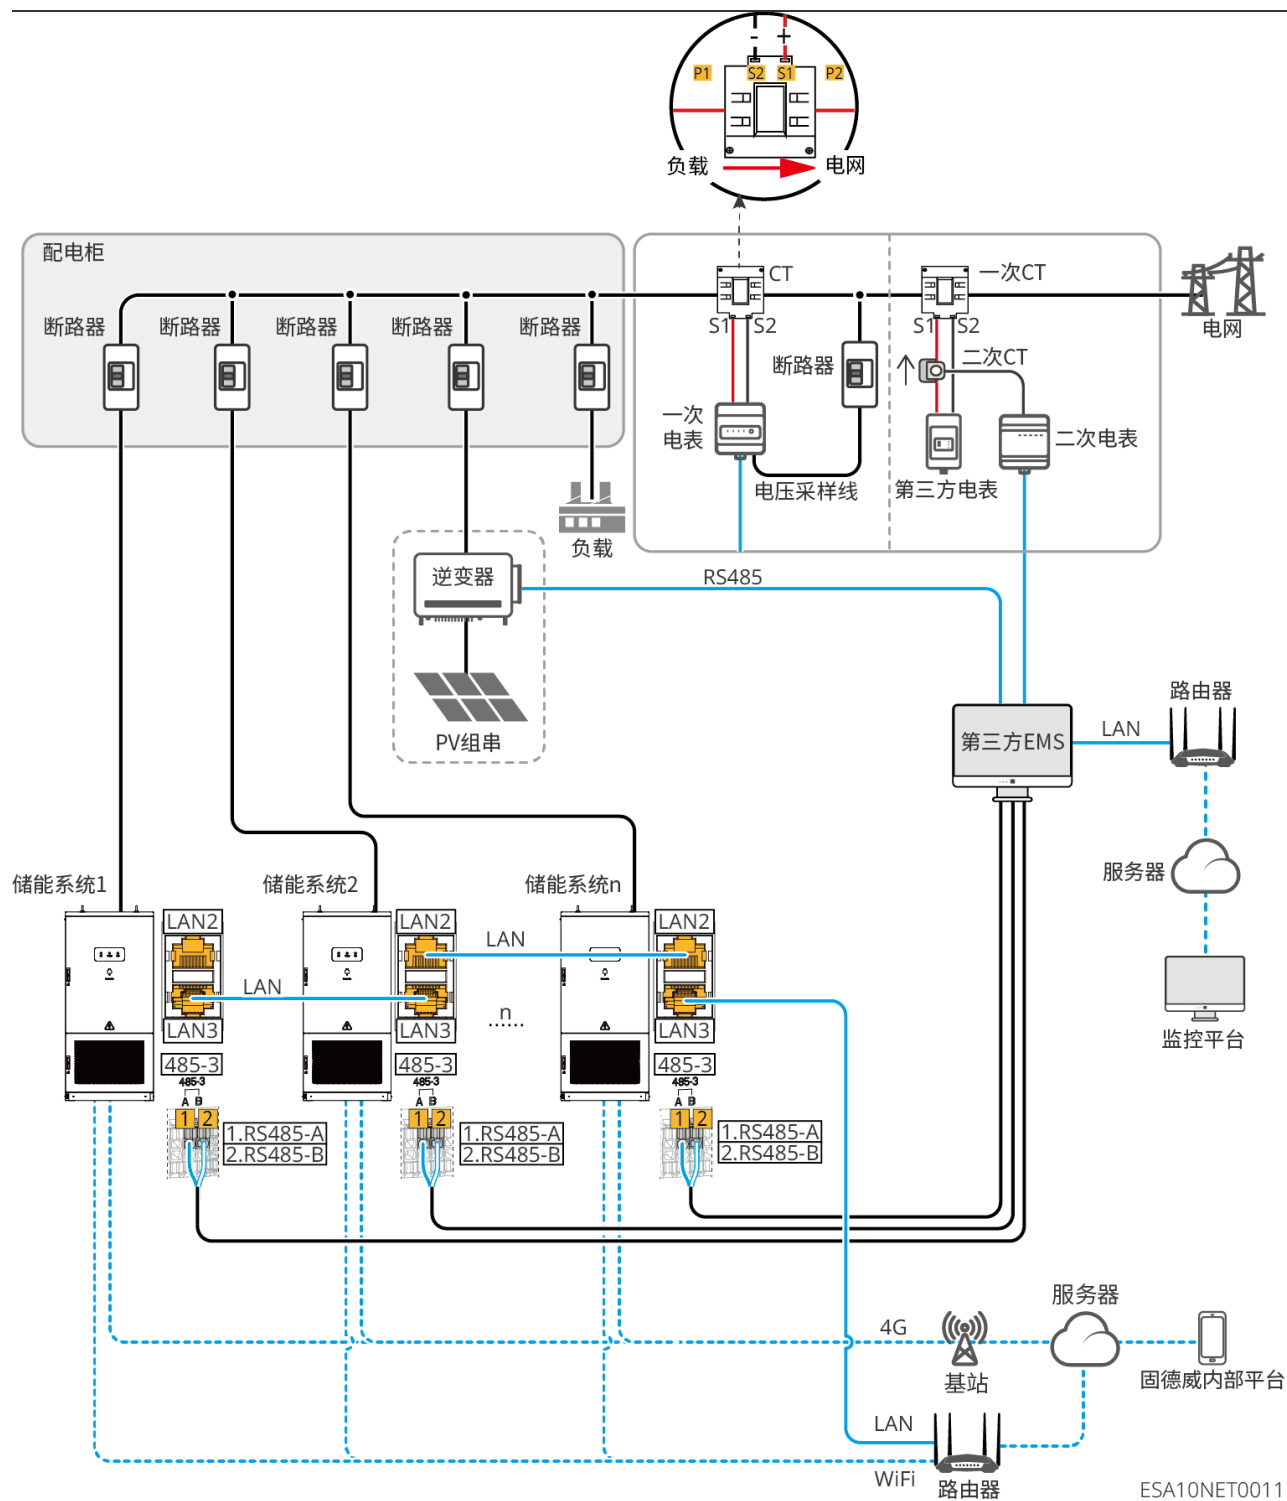 - +
P1 S2 S1 P2
负载 电网
配电柜
CT 一次CT
断路器 断路器 断路器 断路器 断路器
S1 S2 S1 S2
电网
断路器 二次CT
一次
电表
二次电表
电压采样线 第三方电表
负载
逆变器
RS485
PV组串
路由器
第三方EMS
LAN
服务器
储能系统1 储能系统2 储能系统n
LAN2 LAN2 LAN2
LAN
LAN
n
......
LAN3 LAN3 LAN3
监控平台
485-3 485-3 485-3
485-3 485-3 485-3
A B A B A B
1 2 1 2 1 2
1.RS485-A 1.RS485-A 1.RS485-A
2.RS485-B 2.RS485-B 2.RS485-B
服务器
4G
基站
固德威内部平台
LAN
WiFi
路由器
ESA10NET0011